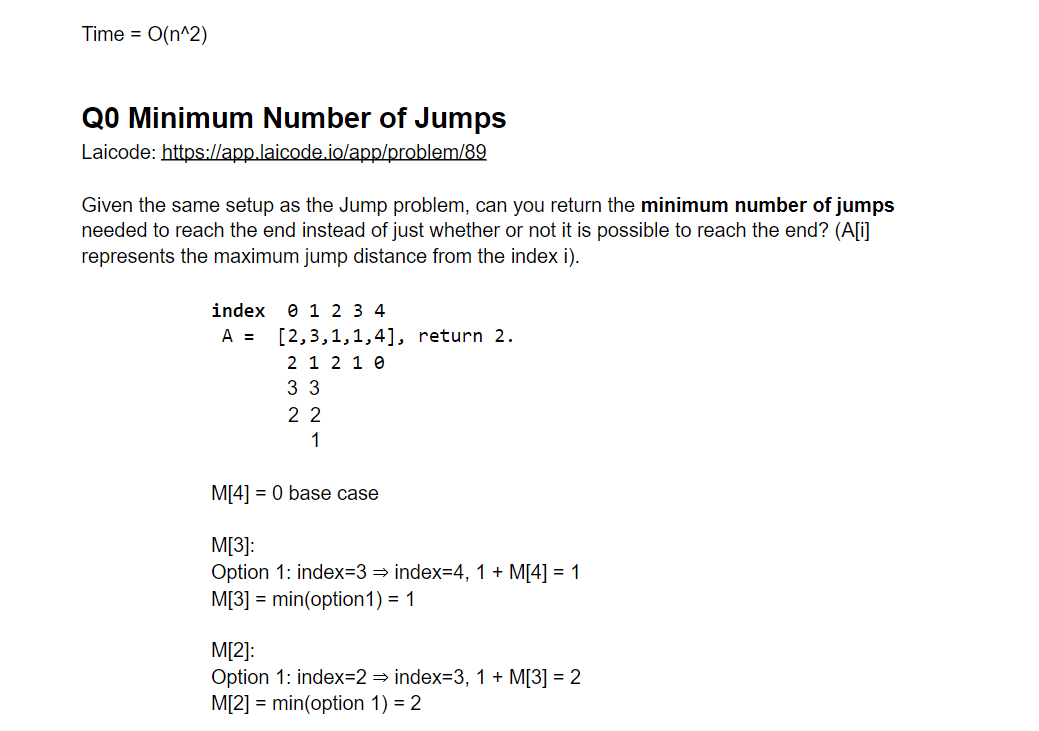 Time = O(n^2)
Q0 Minimum Number of Jumps
Laicode: https://app.laicode.io/app/problem/89
Given the same setup as the Jump problem, can you return the minimum number of jumps
needed to reach the end instead of just whether or not it is possible to reach the end? (A[i]
represents the maximum jump distance from the index i).
index 0 1 2 3 4
A = [2,3,1,1,4], return 2.
2 1 2 1 0
3 3
2 2
1
M[4] = 0 base case
M[3]:
Option 1: index=3 ⇒ index=4, 1 + M[4] = 1
M[3] = min(option1) = 1
M[2]:
Option 1: index=2 ⇒ index=3, 1 + M[3] = 2
M[2] = min(option 1) = 2